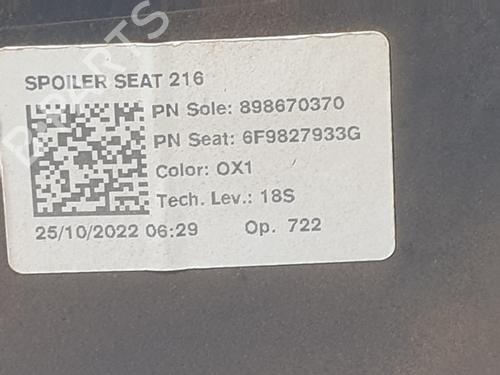 SPOILER SEAT 216
PN Sole: 898670370
PN Seat: 6F9827933G
Color: OX1
Tech. Lev.: 18S
25/10/2022 06:29 Op. 722